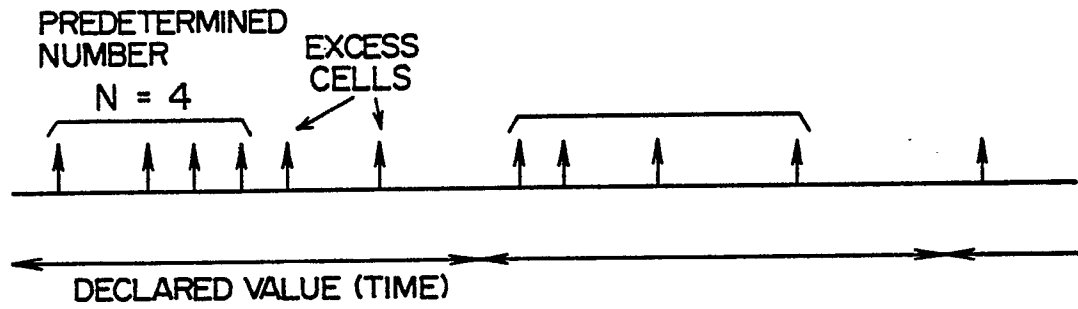 PREDETERMINED
NUMBER
N = 4
EXCESS
CELLS
DECLARED VALUE (TIME)